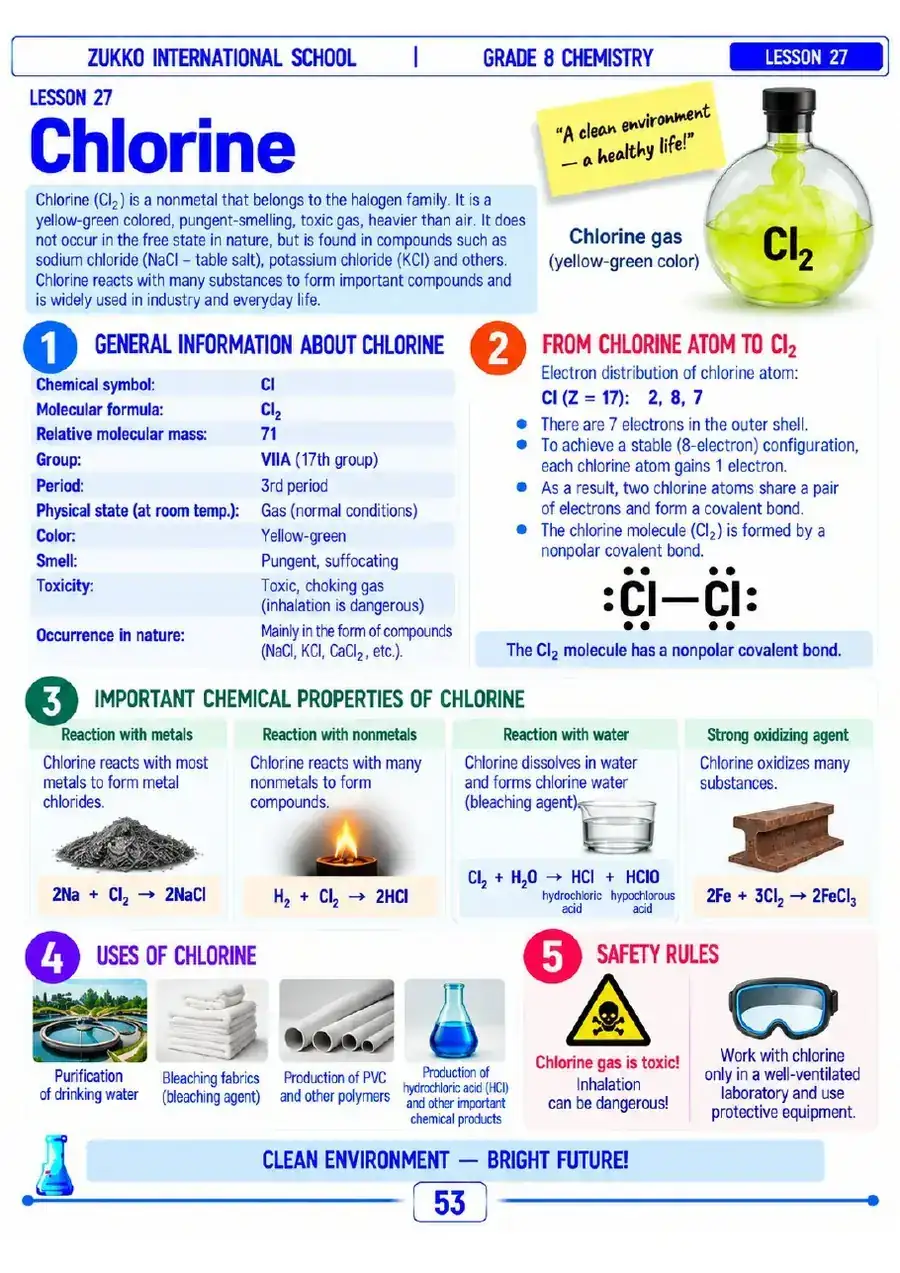 ZUKKO INTERNATIONAL SCHOOL | GRADE 8 CHEMISTRY LESSON 27
LESSON 27
Chlorine
"A clean environment
— a healthy life!"
Chlorine (Cl₂) is a nonmetal that belongs to the halogen family. It is a
yellow-green colored, pungent-smelling, toxic gas, heavier than air. It does
not occur in the free state in nature, but is found in compounds such as
sodium chloride (NaCl – table salt), potassium chloride (KCl) and others.
Chlorine reacts with many substances to form important compounds and
is widely used in industry and everyday life.
Chlorine gas
(yellow-green color)
Cl₂
1 GENERAL INFORMATION ABOUT CHLORINE
Chemical symbol: Cl
Molecular formula: Cl₂
Relative molecular mass: 71
Group: VIIA (17th group)
Period: 3rd period
Physical state (at room temp.): Gas (normal conditions)
Color: Yellow-green
Smell: Pungent, suffocating
Toxicity: Toxic, choking gas
(inhalation is dangerous)
Occurrence in nature: Mainly in the form of compounds
(NaCl, KCl, CaCl₂, etc.).
2 FROM CHLORINE ATOM TO Cl₂
Electron distribution of chlorine atom:
Cl (Z = 17): 2, 8, 7
• There are 7 electrons in the outer shell.
• To achieve a stable (8-electron) configuration,
each chlorine atom gains 1 electron.
• As a result, two chlorine atoms share a pair
of electrons and form a covalent bond.
• The chlorine molecule (Cl₂) is formed by a
nonpolar covalent bond.
:Cl—Cl:
The Cl₂ molecule has a nonpolar covalent bond.
3 IMPORTANT CHEMICAL PROPERTIES OF CHLORINE
Reaction with metals
Chlorine reacts with most
metals to form metal
chlorides.
2Na + Cl₂ → 2NaCl
Reaction with nonmetals
Chlorine reacts with many
nonmetals to form
compounds.
H₂ + Cl₂ → 2HCl
Reaction with water
Chlorine dissolves in water
and forms chlorine water
(bleaching agent).
Cl₂ + H₂O → HCl + HClO
hydrochloric hypochlorous
acid acid
Strong oxidizing agent
Chlorine oxidizes many
substances.
2Fe + 3Cl₂ → 2FeCl₃
4 USES OF CHLORINE
Purification
of drinking water
Bleaching fabrics
(bleaching agent)
Production of PVC
and other polymers
Production of
hydrochloric acid (HCl)
and other important
chemical products
5 SAFETY RULES
Chlorine gas is toxic!
Inhalation
can be dangerous!
Work with chlorine
only in a well-ventilated
laboratory and use
protective equipment.
CLEAN ENVIRONMENT — BRIGHT FUTURE!
53